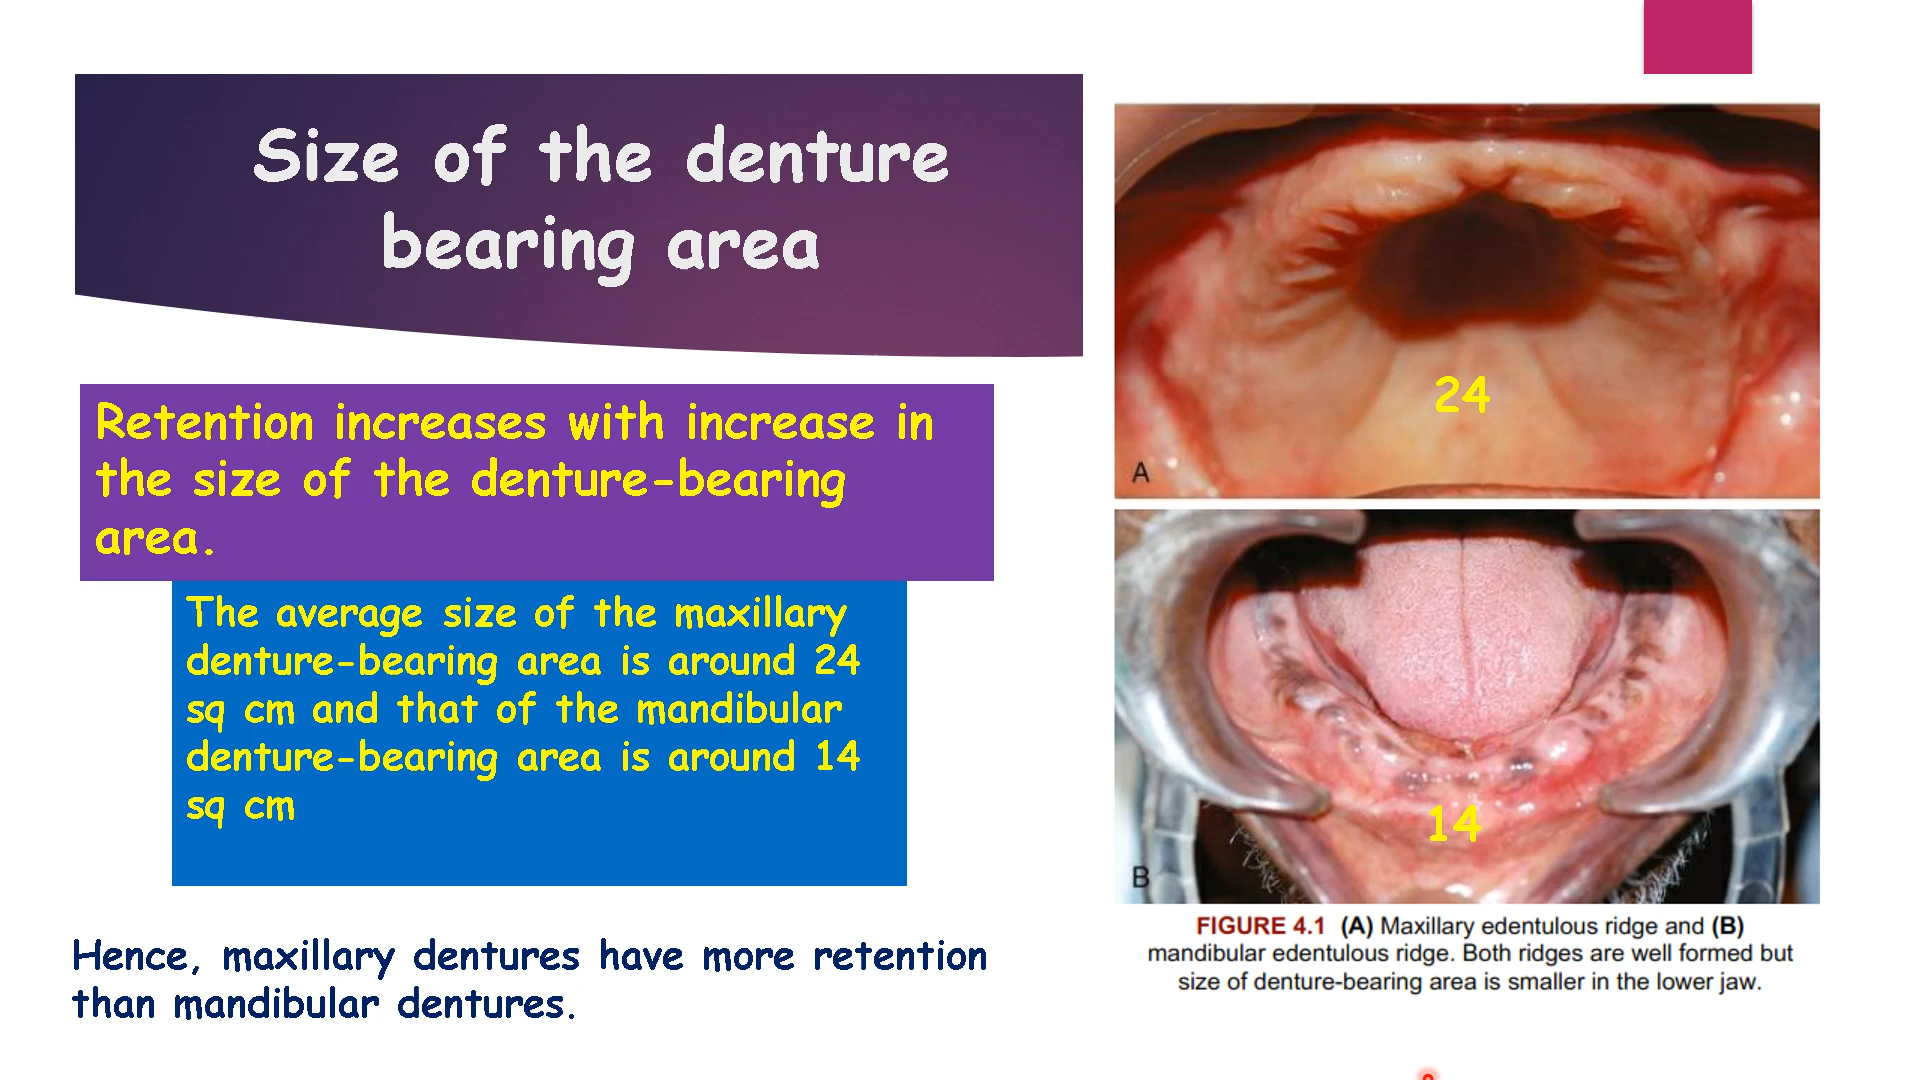 Size of the denture
bearing area
Retention increases with increase in
the size of the denture-bearing
area.
The average size of the maxillary
denture-bearing area is around 24
sq cm and that of the mandibular
denture-bearing area is around 14
sq cm
Hence, maxillary dentures have more retention
than mandibular dentures.
24
A
14
B
FIGURE 4.1 (A) Maxillary edentulous ridge and (B)
mandibular edentulous ridge. Both ridges are well formed but
size of denture-bearing area is smaller in the lower jaw.